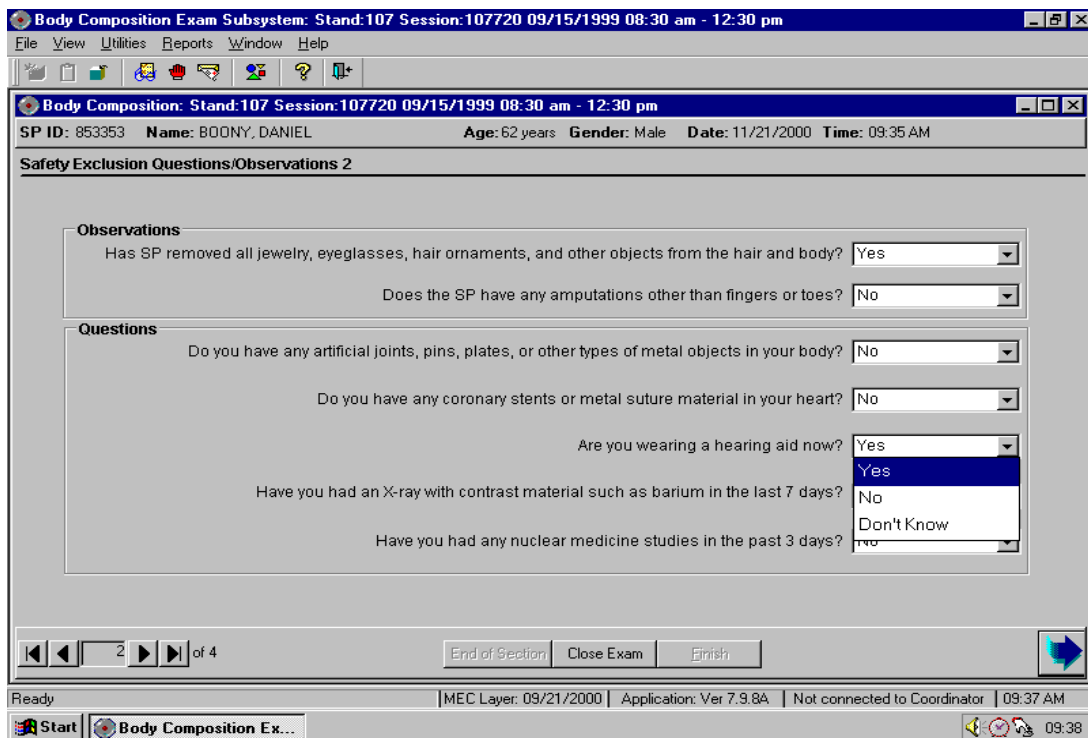 Body Composition Exam Subsystem: Stand:107 Session:107720 09/15/1999 08:30 am - 12:30 pm
File View Utilities Reports Window Help
Body Composition: Stand:107 Session:107720 09/15/1999 08:30 am - 12:30 pm
SP ID: 853353 Name: BOONY, DANIEL Age: 62 years Gender: Male Date: 11/21/2000 Time: 09:35 AM
Safety Exclusion Questions/Observations 2
Observations
Has SP removed all jewelry, eyeglasses, hair ornaments, and other objects from the hair and body? Yes
Does the SP have any amputations other than fingers or toes? No
Questions
Do you have any artificial joints, pins, plates, or other types of metal objects in your body? No
Do you have any coronary stents or metal suture material in your heart? No
Are you wearing a hearing aid now? Yes
Yes
Have you had an X-ray with contrast material such as barium in the last 7 days?
No
Don't Know
Have you had any nuclear medicine studies in the past 3 days? No
2 of 4 End of Section Close Exam Finish
Ready MEC Layer: 09/21/2000 Application: Ver 7.9.8A Not connected to Coordinator 09:37 AM
Start Body Composition Ex... 09:38